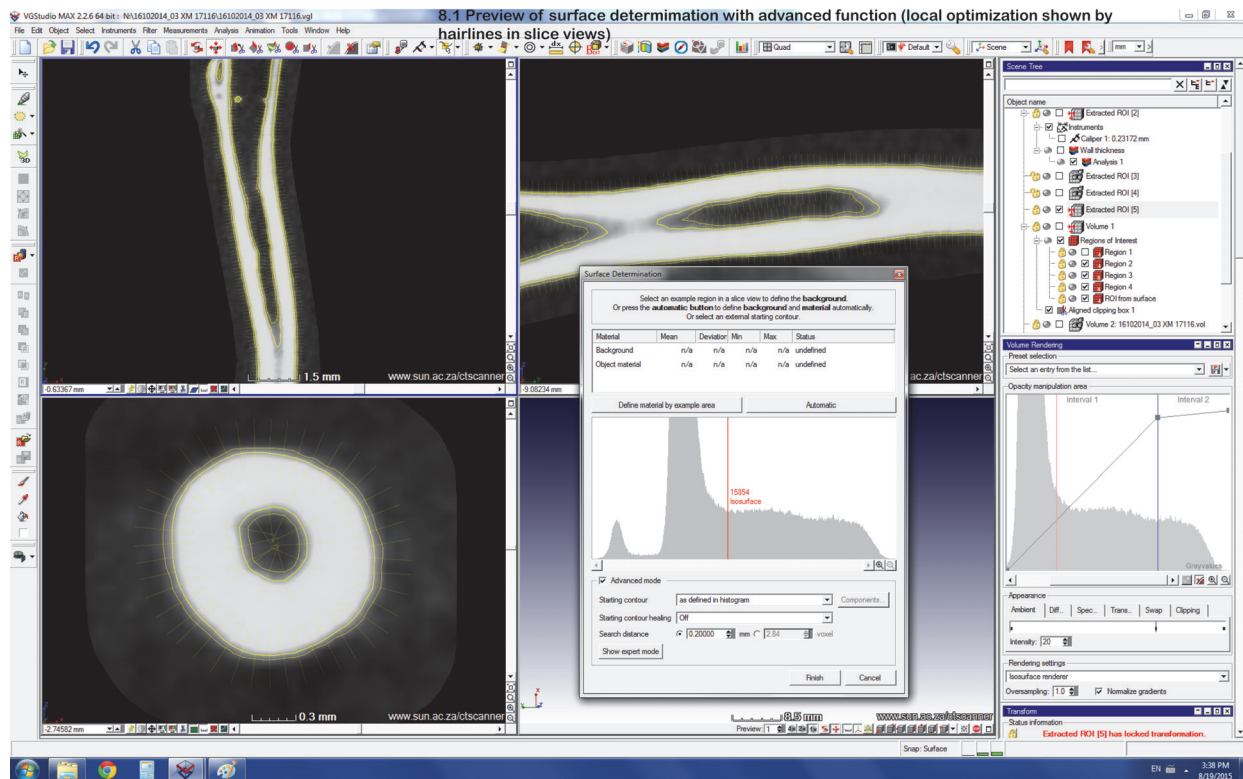 VGStudio MAX 2.2.6 64 bit : N:\16102014_03 XM 17116\16102014_03 XM 17116.vgl
8.1 Preview of surface determimation with advanced function (local optimization shown by
hairlines in slice views)
File Edit Object Select Instruments Filter Measurements Analysis Animation Tools Window Help
Quad
Default
Scene
mm
3D
1.5 mm
www.sun.ac.za/ctscanner
-0.63367 mm
ac.za/ctscanner
-9.08234 mm
0.3 mm
www.sun.ac.za/ctscanner
-2.74582 mm
8.5 mm
www.sun.ac.za/ctscanner
Preview: 1
Surface Determination
Select an example region in a slice view to define the background.
Or press the automatic button to define background and material automatically.
Or select an external starting contour.
Material Mean Deviation Min Max Status
Background n/a n/a n/a n/a undefined
Object material n/a n/a n/a n/a undefined
Define material by example area
Automatic
15854
Isosurface
Advanced mode
Starting contour as defined in histogram Components...
Starting contour healing Off
Search distance 0.20000 mm 2.84 voxel
Show expert mode
Finish Cancel
Scene Tree
Object name
Extracted ROI [2]
Instruments
Caliper 1: 0.23172 mm
Wall thickness
Analysis 1
Extracted ROI [3]
Extracted ROI [4]
Extracted ROI [5]
Volume 1
Regions of Interest
Region 1
Region 2
Region 3
Region 4
ROI from surface
Aligned clipping box 1
Volume 2: 16102014_03 XM 17116.vol
Volume Rendering
Preset selection
Select an entry from the list...
Opacity manipulation area
Interval 1 Interval 2
Grayvalues
Appearance
Ambient Diff... Spec... Trans... Swap Clipping
Intensity: 20
Rendering settings
Isosurface renderer
Oversampling: 1.0 Normalize gradients
Transform
Status information
Extracted ROI [5] has locked transformation.
Snap: Surface
EN
3:38 PM
8/19/2015